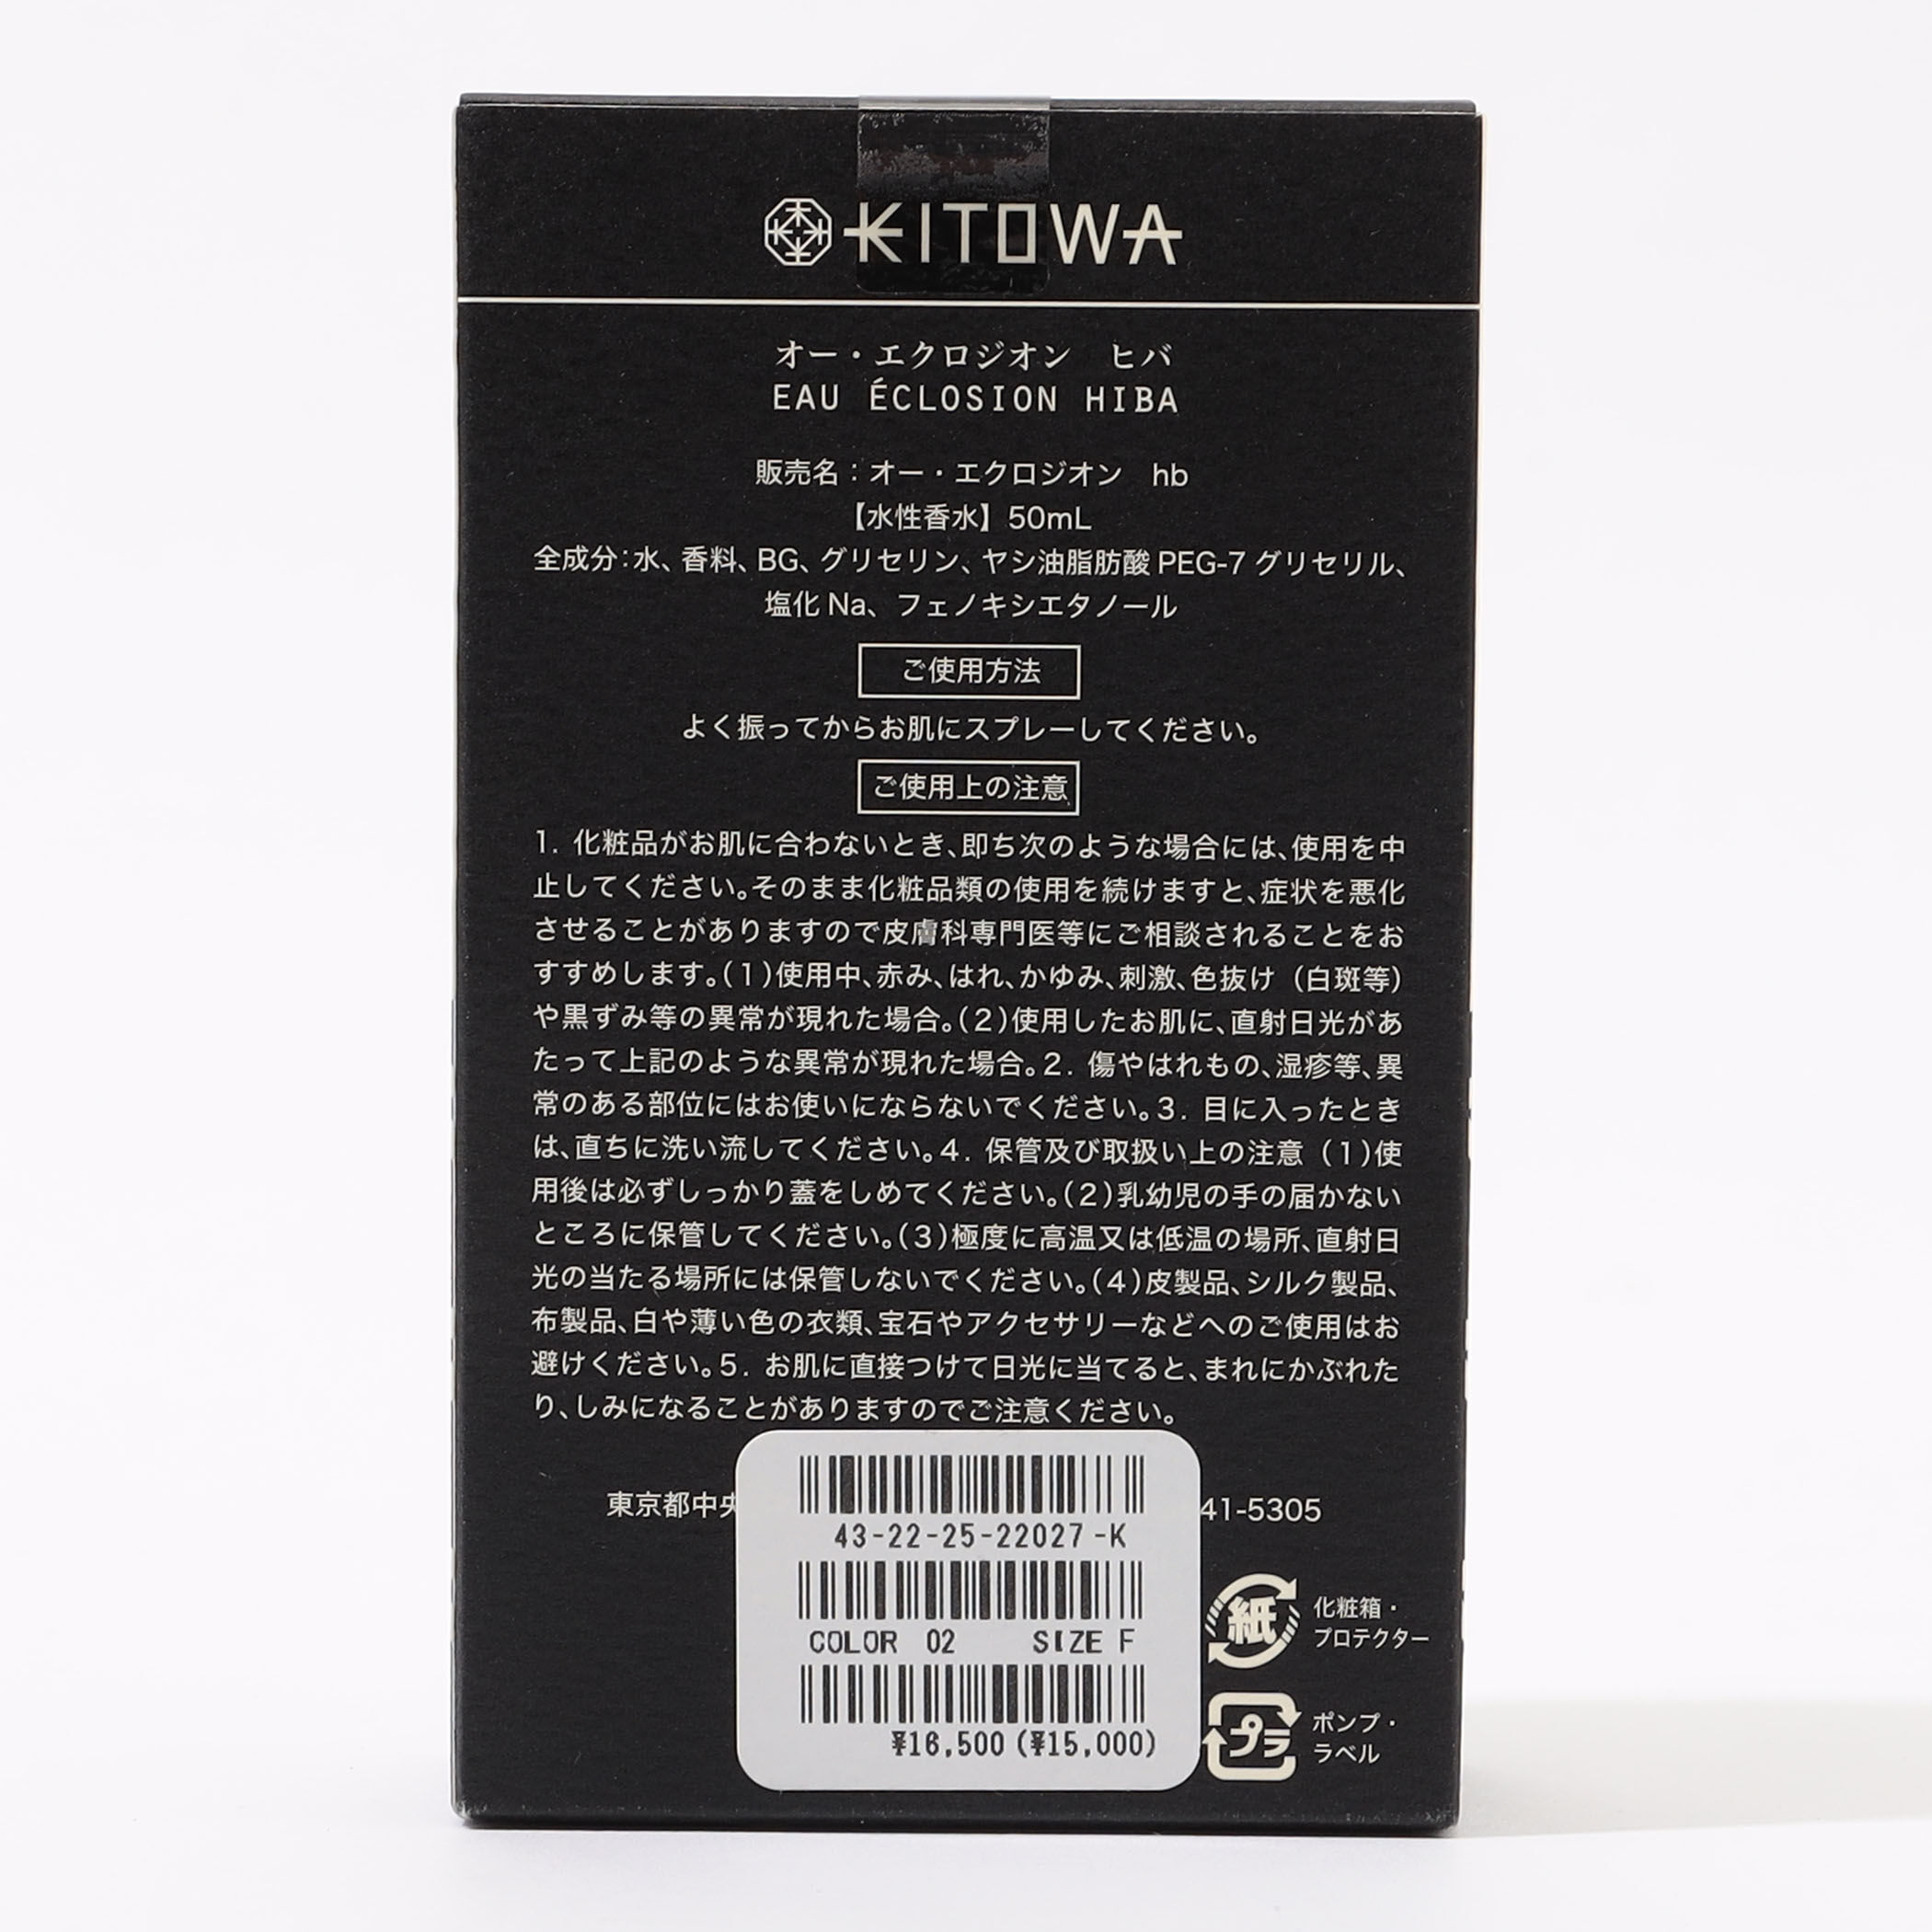 KITOWA
オー・エクロジオン ヒバ
EAU ÉCLOSION HIBA
販売名：オー・エクロジオン hb
【水性香水】50mL
全成分：水、香料、BG、グリセリン、ヤシ油脂肪酸PEG-7グリセリル、
塩化Na、フェノキシエタノール
ご使用方法
よく振ってからお肌にスプレーしてください。
ご使用上の注意
1. 化粧品がお肌に合わないとき、即ち次のような場合には、使用を中
止してください。そのまま化粧品類の使用を続けますと、症状を悪化
させることがありますので皮膚科専門医等にご相談されることをお
すすめします。（1）使用中、赤み、はれ、かゆみ、刺激、色抜け（白斑等）
や黒ずみ等の異常が現れた場合。（2）使用したお肌に、直射日光があ
たって上記のような異常が現れた場合。2. 傷やはれもの、湿疹等、異
常のある部位にはお使いにならないでください。3. 目に入ったとき
は、直ちに洗い流してください。4. 保管及び取扱い上の注意（1）使
用後は必ずしっかり蓋をしめてください。（2）乳幼児の手の届かない
ところに保管してください。（3）極度に高温又は低温の場所、直射日
光の当たる場所には保管しないでください。（4）皮製品、シルク製品、
布製品、白や薄い色の衣類、宝石やアクセサリーなどへのご使用はお
避けください。5. お肌に直接つけて日光に当てると、まれにかぶれた
り、しみになることがありますのでご注意ください。
東京都中央 41-5305
43-22-25-22027-K
COLOR 02 SIZE F
¥16,500(¥15,000)
紙 化粧箱・
プロテクター
プラ ポンプ・
ラベル